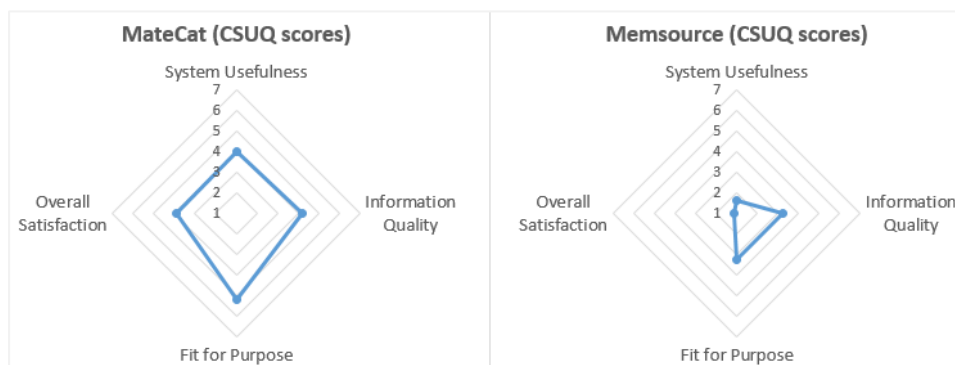 MateCat (CSUQ scores)
System Usefulness
7
6
5
4
3
2
1
Overall
Satisfaction
Information
Quality
Fit for Purpose
Memsource (CSUQ scores)
System Usefulness
7
6
5
4
3
2
1
Overall
Satisfaction
Information
Quality
Fit for Purpose